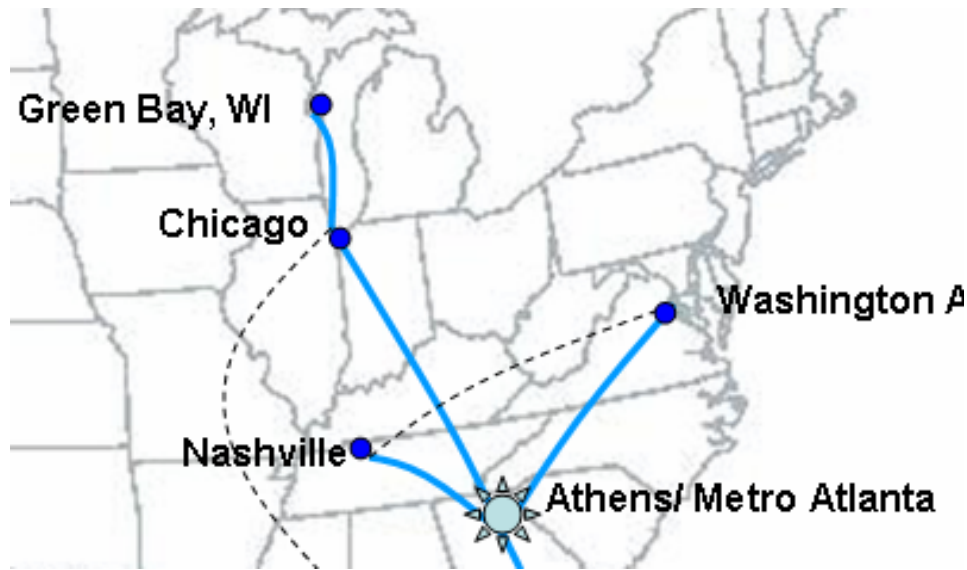 Green Bay, WI
Chicago
Washington A
Nashville
Athens/ Metro Atlanta